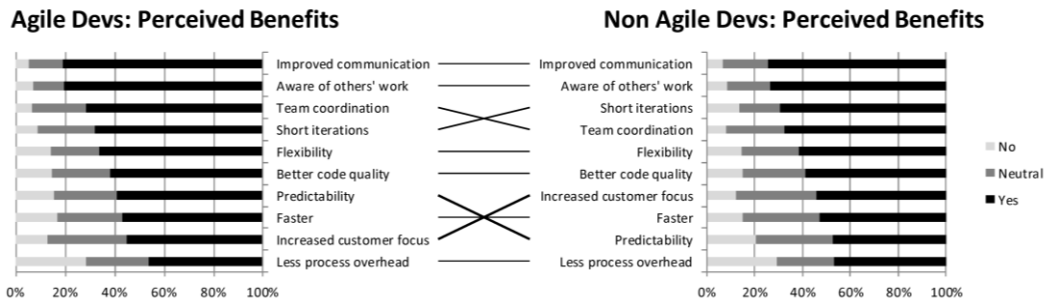 Agile Devs: Perceived Benefits
Improved communication
Aware of others' work
Team coordination
Short iterations
Flexibility
Better code quality
Predictability
Faster
Increased customer focus
Less process overhead
0% 20% 40% 60% 80% 100%
Non Agile Devs: Perceived Benefits
Improved communication
Aware of others' work
Short iterations
Team coordination
Flexibility
Better code quality
Increased customer focus
Faster
Predictability
Less process overhead
0% 20% 40% 60% 80% 100%
No
Neutral
Yes